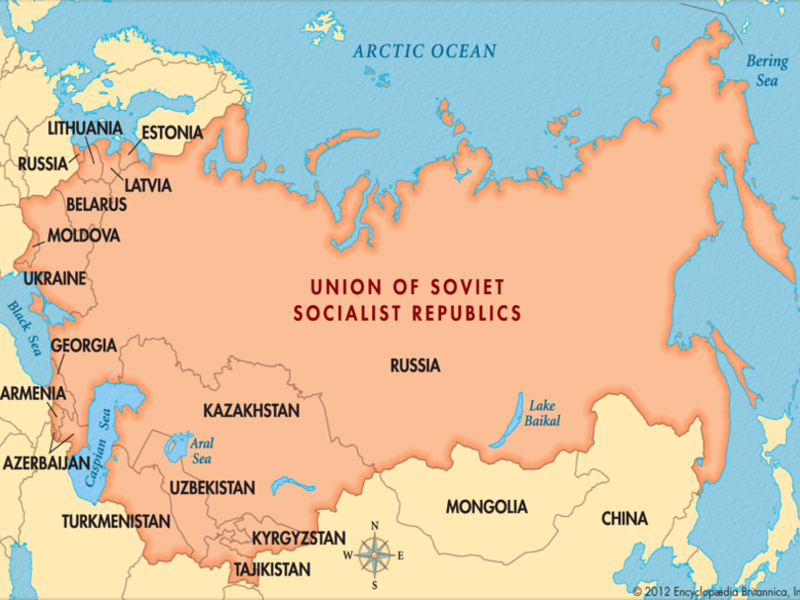 ARCTIC OCEAN
Bering
Sea
LITHUANIA
ESTONIA
RUSSIA
LATVIA
BELARUS
MOLDOVA
UKRAINE
UNION OF SOVIET
SOCIALIST REPUBLICS
Black Sea
GEORGIA
RUSSIA
ARMENIA
KAZAKHSTAN
Lake
Baikal
Caspian Sea
Aral
Sea
AZERBAIJAN
UZBEKISTAN
MONGOLIA
TURKMENISTAN
CHINA
N
KYRGYZSTAN
W
E
TAJIKISTAN
S
© 2012 Encyclopædia Britannica, In